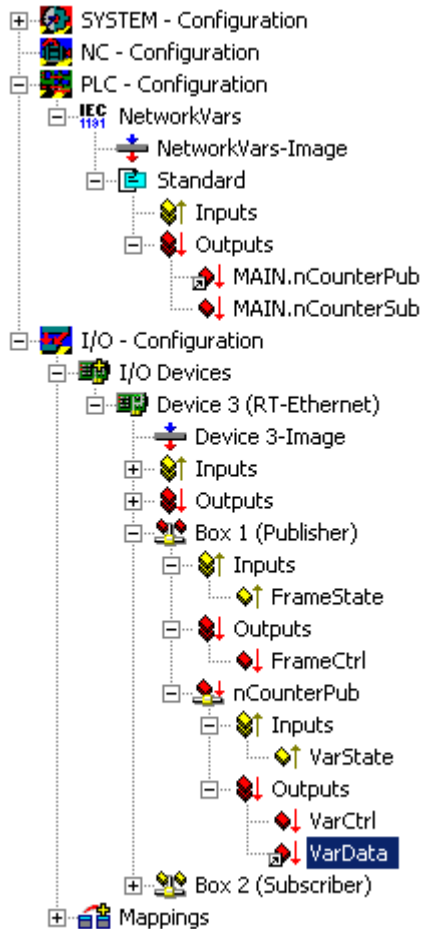 SYSTEM - Configuration
NC - Configuration
PLC - Configuration
IEC 1131 NetworkVars
NetworkVars-Image
Standard
Inputs
Outputs
MAIN.nCounterPub
MAIN.nCounterSub
I/O - Configuration
I/O Devices
Device 3 (RT-Ethernet)
Device 3-Image
Inputs
Outputs
Box 1 (Publisher)
Inputs
FrameState
Outputs
FrameCtrl
nCounterPub
Inputs
VarState
Outputs
VarCtrl
VarData
Box 2 (Subscriber)
Mappings